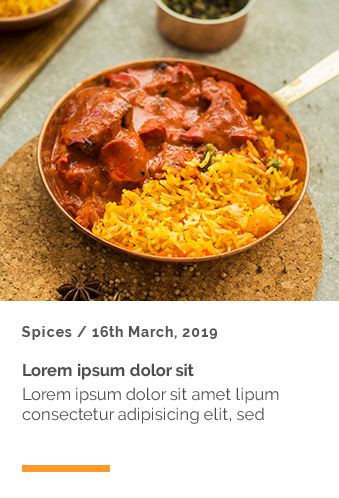 Spices / 16th March, 2019
Lorem ipsum dolor sit
Lorem ipsum dolor sit amet lipum
consectetur adipisicing elit, sed